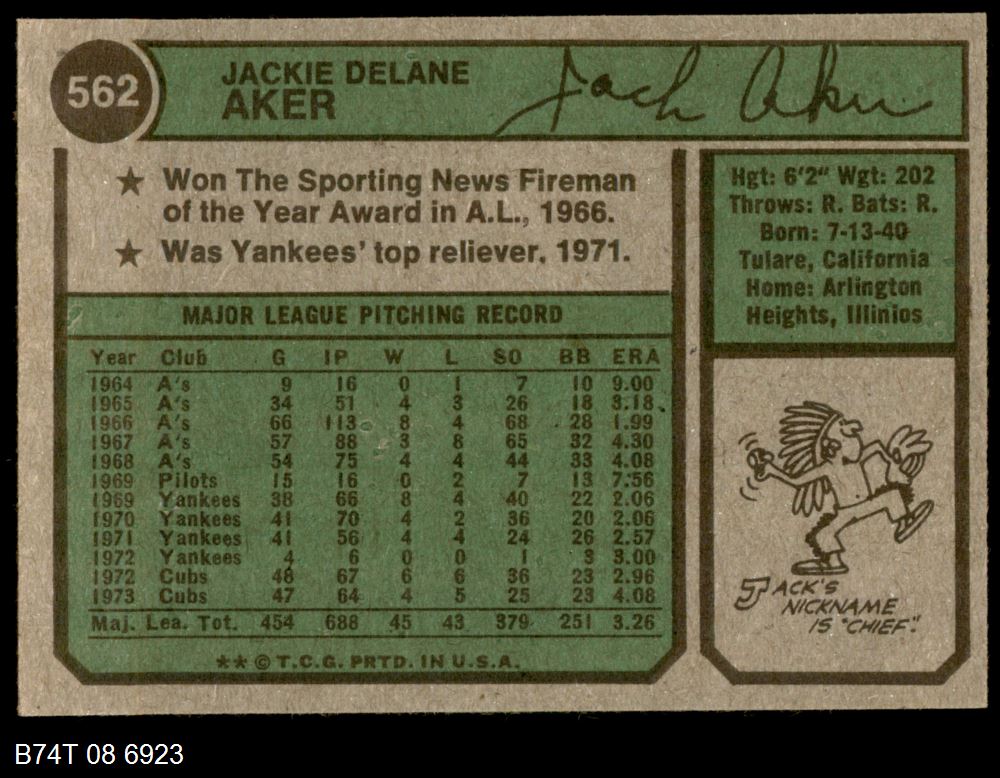 562
JACKIE DELANE
AKER
Jack Aker
★ Won The Sporting News Fireman
of the Year Award in A.L., 1966.
★ Was Yankees' top reliever, 1971.
Hgt: 6'2" Wgt: 202
Throws: R. Bats: R.
Born: 7-13-40
Tulare, California
Home: Arlington
Heights, Illinios
MAJOR LEAGUE PITCHING RECORD
Year Club G IP W L SO BB ERA
1964 A's 9 16 0 1 7 10 9.00
1965 A's 34 51 4 3 26 18 3.18
1966 A's 66 113 8 4 68 28 1.99
1967 A's 57 88 3 8 65 32 4.30
1968 A's 54 75 4 4 44 33 4.08
1969 Pilots 15 16 0 2 7 13 7.56
1969 Yankees 38 66 8 4 40 22 2.06
1970 Yankees 41 70 4 2 36 20 2.06
1971 Yankees 41 56 4 4 24 26 2.57
1972 Yankees 4 6 0 0 1 3 3.00
1972 Cubs 48 67 6 6 36 23 2.96
1973 Cubs 47 64 4 5 25 23 4.08
Maj. Lea. Tot. 454 688 45 43 379 251 3.26
★★ © T.C.G. PRTD. IN U.S.A.
JACK'S
NICKNAME
IS "CHIEF."
B74T 08 6923